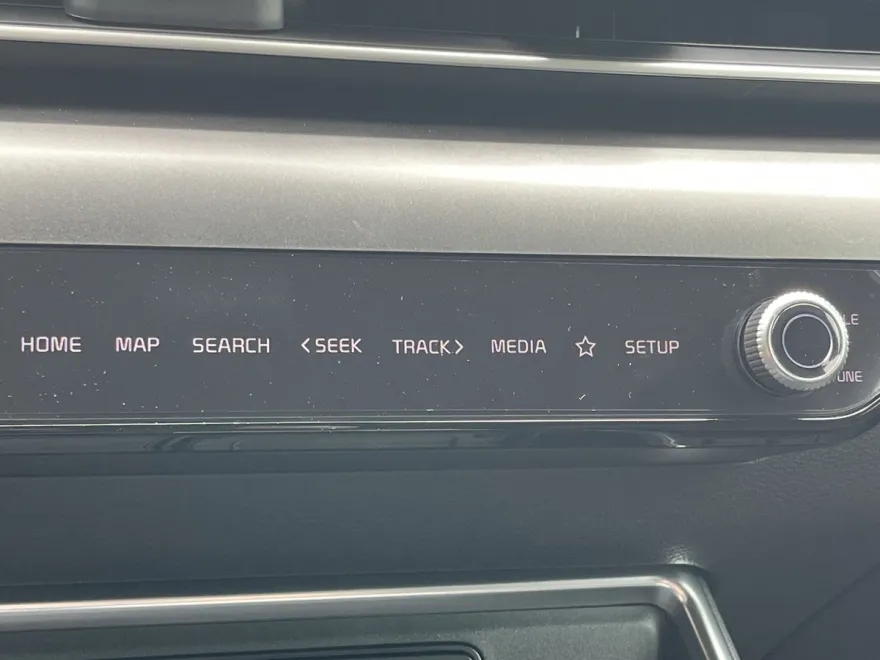 HOME MAP SEARCH <SEEK TRACK> MEDIA ☆ SETUP